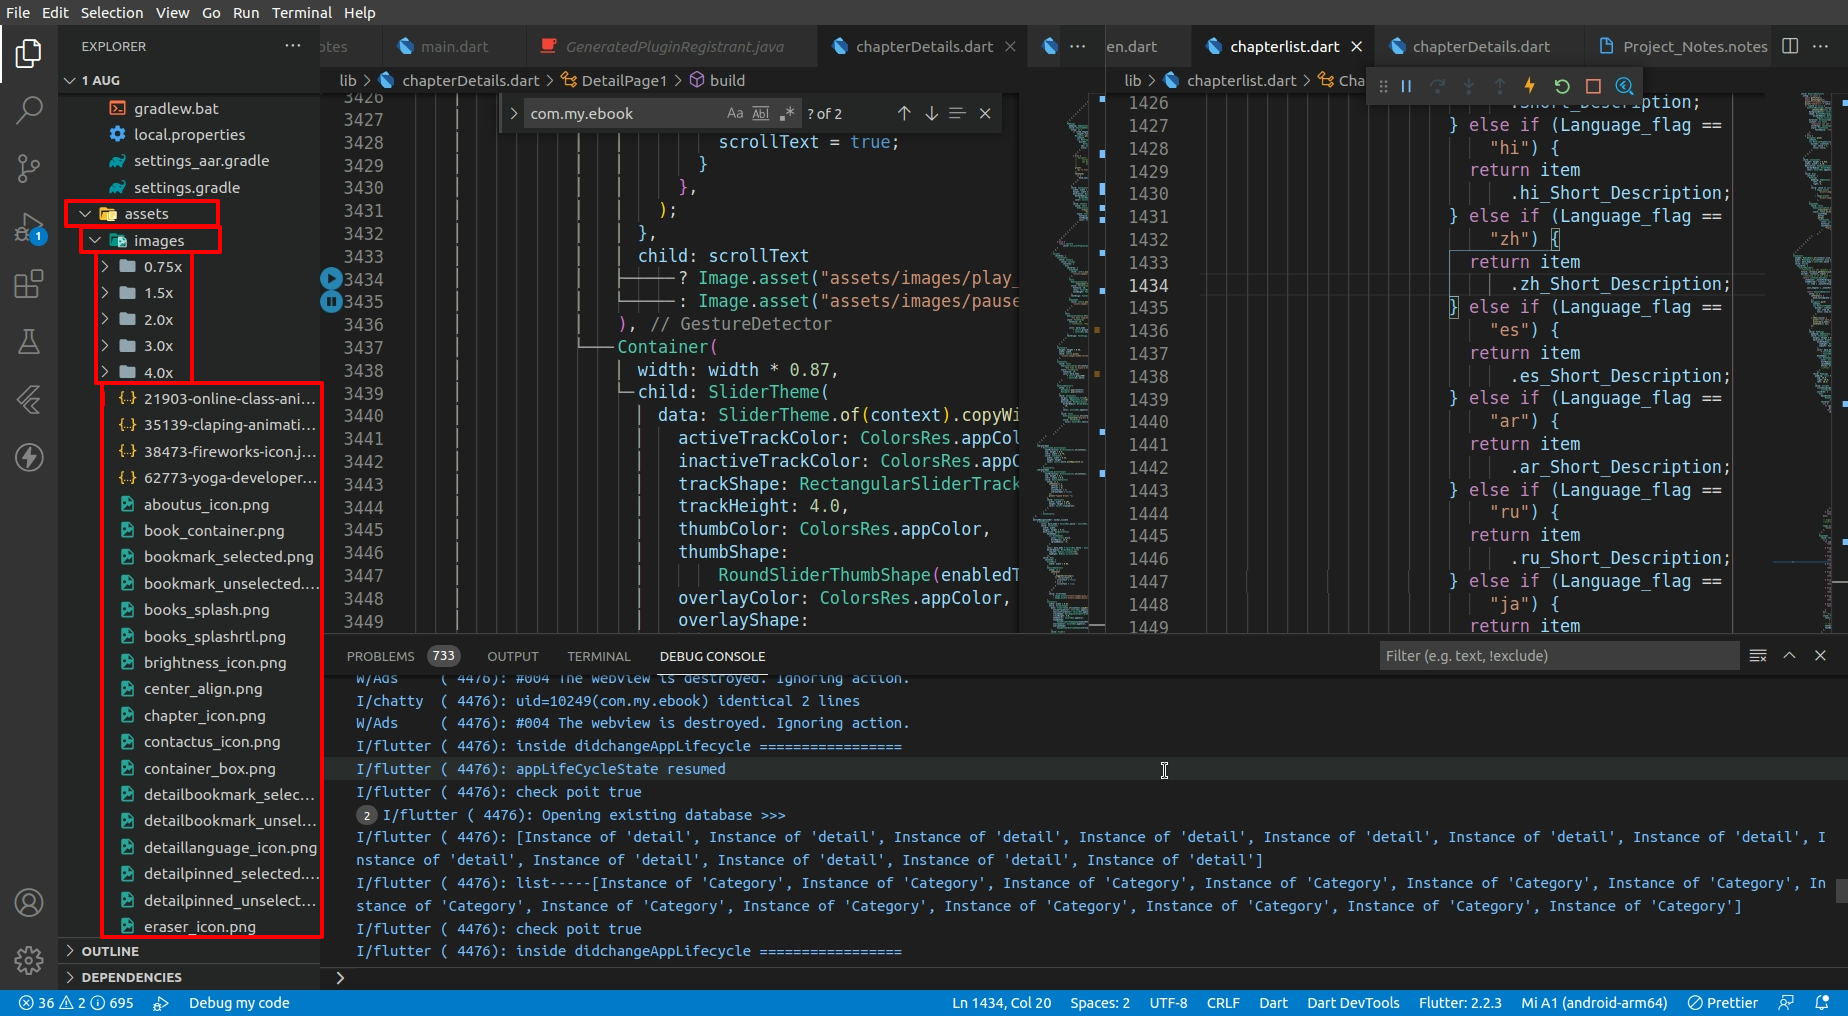 File Edit Selection View Go Run Terminal Help
EXPLORER
1 AUG
gradlew.bat
local.properties
settings_aar.gradle
settings.gradle
assets
images
0.75x
1.5x
2.0x
3.0x
4.0x
21903-online-class-ani...
35139-claping-animati...
38473-fireworks-icon.j...
62773-yoga-developer...
aboutus_icon.png
book_container.png
bookmark_selected.png
bookmark_unselected....
books_splash.png
books_splashrtl.png
brightness_icon.png
center_align.png
chapter_icon.png
contactus_icon.png
container_box.png
detailbookmark_selec...
detailbookmark_unsel...
detaillanguage_icon.png
detailpinned_selected....
detailpinned_unselect...
eraser_icon.png
OUTLINE
DEPENDENCIES
otes main.dart GeneratedPluginRegistrant.java chapterDetails.dart
lib > chapterDetails.dart > DetailPage1 > build
com.my.ebook Aa Abl .* ? of 2
3426
3427
3428 scrollText = true;
3429 }
3430 },
3431 );
3432 },
3433 child: scrollText
3434 ? Image.asset("assets/images/play_
3435 : Image.asset("assets/images/pause
3436 ), // GestureDetector
3437 Container(
3438 width: width * 0.87,
3439 child: SliderTheme(
3440 data: SliderTheme.of(context).copyWi
3441 activeTrackColor: ColorsRes.appCol
3442 inactiveTrackColor: ColorsRes.appC
3443 trackShape: RectangularSliderTrack
3444 trackHeight: 4.0,
3445 thumbColor: ColorsRes.appColor,
3446 thumbShape:
3447 RoundSliderThumbShape(enabledT
3448 overlayColor: ColorsRes.appColor,
3449 overlayShape:
en.dart chapterlist.dart chapterDetails.dart Project_Notes.notes
lib > chapterlist.dart > Cha
1426 .Short_Description;
1427 } else if (Language_flag ==
1428 "hi") {
1429 return item
1430 .hi_Short_Description;
1431 } else if (Language_flag ==
1432 "zh") {
1433 return item
1434 .zh_Short_Description;
1435 } else if (Language_flag ==
1436 "es") {
1437 return item
1438 .es_Short_Description;
1439 } else if (Language_flag ==
1440 "ar") {
1441 return item
1442 .ar_Short_Description;
1443 } else if (Language_flag ==
1444 "ru") {
1445 return item
1446 .ru_Short_Description;
1447 } else if (Language_flag ==
1448 "ja") {
1449 return item
PROBLEMS 733 OUTPUT TERMINAL DEBUG CONSOLE Filter (e.g. text, !exclude)
W/Ads ( 4476): #004 The webview is destroyed. Ignoring action.
I/chatty ( 4476): uid=10249(com.my.ebook) identical 2 lines
W/Ads ( 4476): #004 The webview is destroyed. Ignoring action.
I/flutter ( 4476): inside didchangeAppLifecycle =================
I/flutter ( 4476): appLifeCycleState resumed
I/flutter ( 4476): check poit true
2 I/flutter ( 4476): Opening existing database >>>
I/flutter ( 4476): [Instance of 'detail', Instance of 'detail', Instance of 'detail', Instance of 'detail', Instance of 'detail', Instance of 'detail', Instance of 'detail', I
nstance of 'detail', Instance of 'detail', Instance of 'detail', Instance of 'detail', Instance of 'detail']
I/flutter ( 4476): list-----[Instance of 'Category', Instance of 'Category', Instance of 'Category', Instance of 'Category', Instance of 'Category', Instance of 'Category', In
stance of 'Category', Instance of 'Category', Instance of 'Category', Instance of 'Category', Instance of 'Category', Instance of 'Category', Instance of 'Category']
I/flutter ( 4476): check poit true
I/flutter ( 4476): inside didchangeAppLifecycle =================
36 2 695 Debug my code Ln 1434, Col 20 Spaces: 2 UTF-8 CRLF Dart Dart DevTools Flutter: 2.2.3 Mi A1 (android-arm64) Prettier